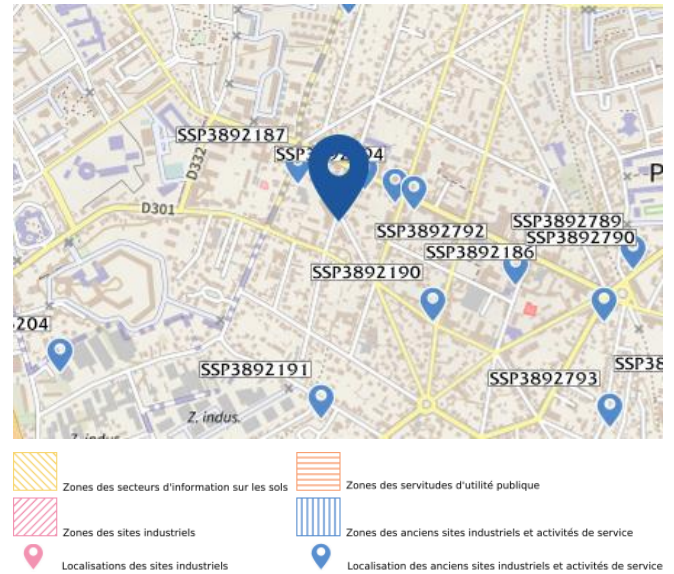 SSP3892187
D332
D301
P
SSP3892789
SSP3892790
SSP3892792
SSP3892186
SSP3892190
204
SSP3892191
SSP3892793
SSP38
Z. indus.
Zones des secteurs d'information sur les sols
Zones des servitudes d'utilité publique
Zones des sites industriels
Zones des anciens sites industriels et activités de service
Localisations des sites industriels
Localisation des anciens sites industriels et activités de service